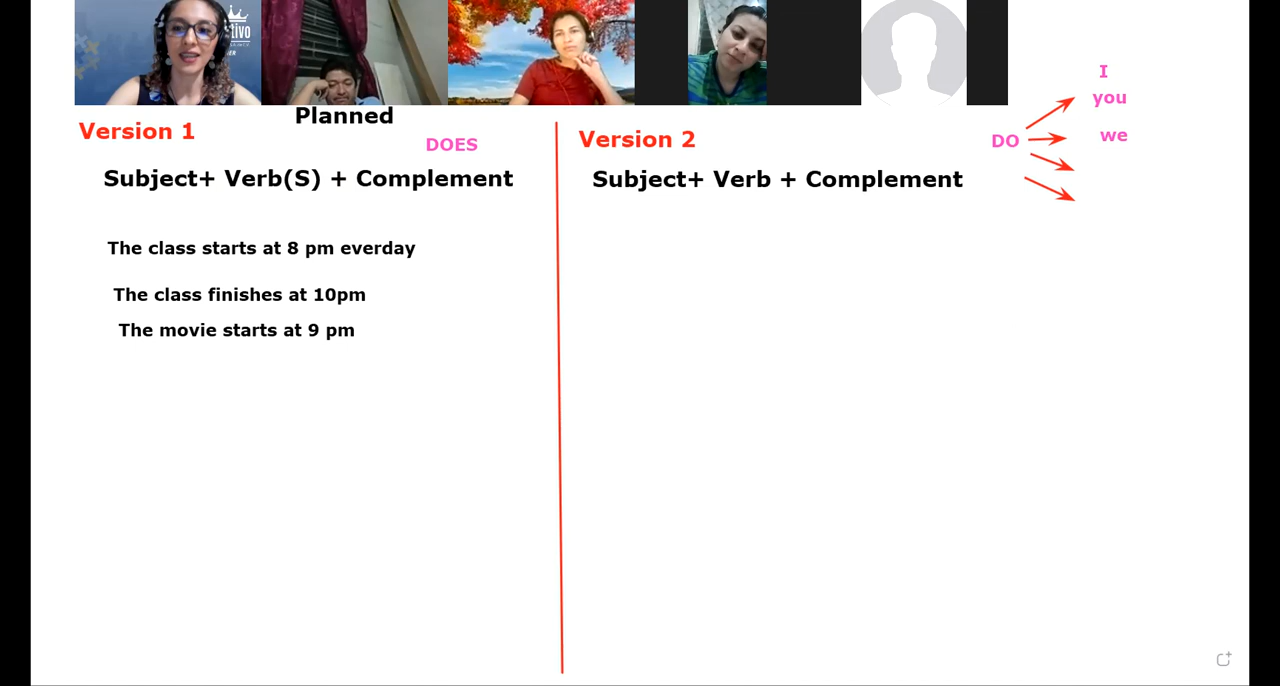 tivo
Planned
Version 1
DOES
Subject+ Verb(S) + Complement
The class starts at 8 pm everday
The class finishes at 10pm
The movie starts at 9 pm
Version 2
DO
I
you
we
Subject+ Verb + Complement